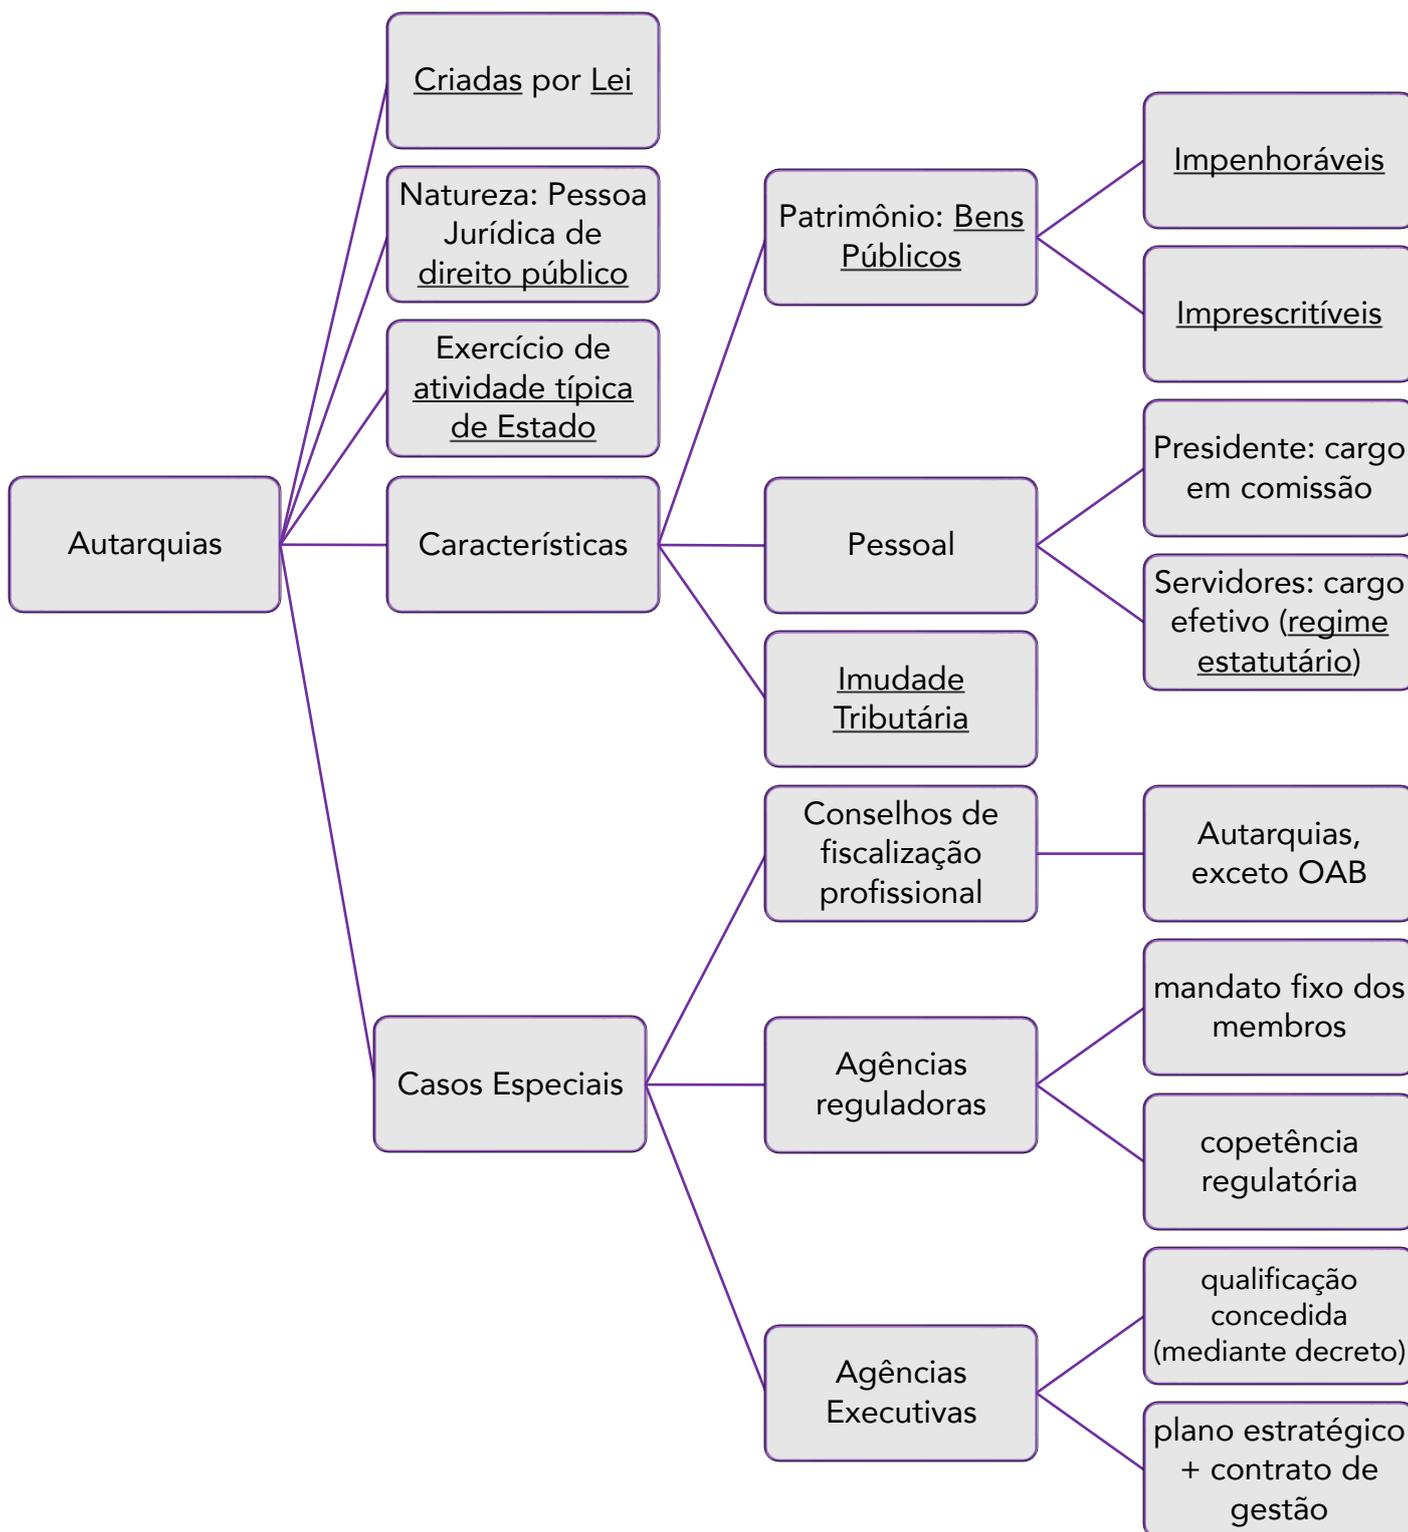 Criadas por Lei
Natureza: Pessoa
Jurídica de
direito público
Exercício de
atividade típica
de Estado
Autarquias
Características
Patrimônio: Bens
Públicos
Impenhoráveis
Imprescritíveis
Pessoal
Presidente: cargo
em comissão
Servidores: cargo
efetivo (regime
estatutário)
Imudade
Tributária
Casos Especiais
Conselhos de
fiscalização
profissional
Autarquias,
exceto OAB
Agências
reguladoras
mandato fixo dos
membros
copetência
regulatória
Agências
Executivas
qualificação
concedida
(mediante decreto)
plano estratégico
+ contrato de
gestão